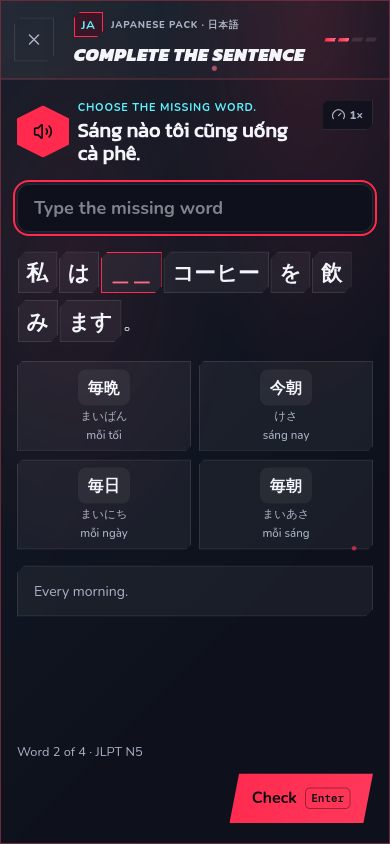 JA JAPANESE PACK · 日本語
COMPLETE THE SENTENCE
CHOOSE THE MISSING WORD.
Sáng nào tôi cũng uống
cà phê.
1×
Type the missing word
私 は __ コーヒー を 飲
み ます 。
毎晩
まいばん
mỗi tối
今朝
けさ
sáng nay
毎日
まいにち
mỗi ngày
毎朝
まいあさ
mỗi sáng
Every morning.
Word 2 of 4 · JLPT N5
Check Enter